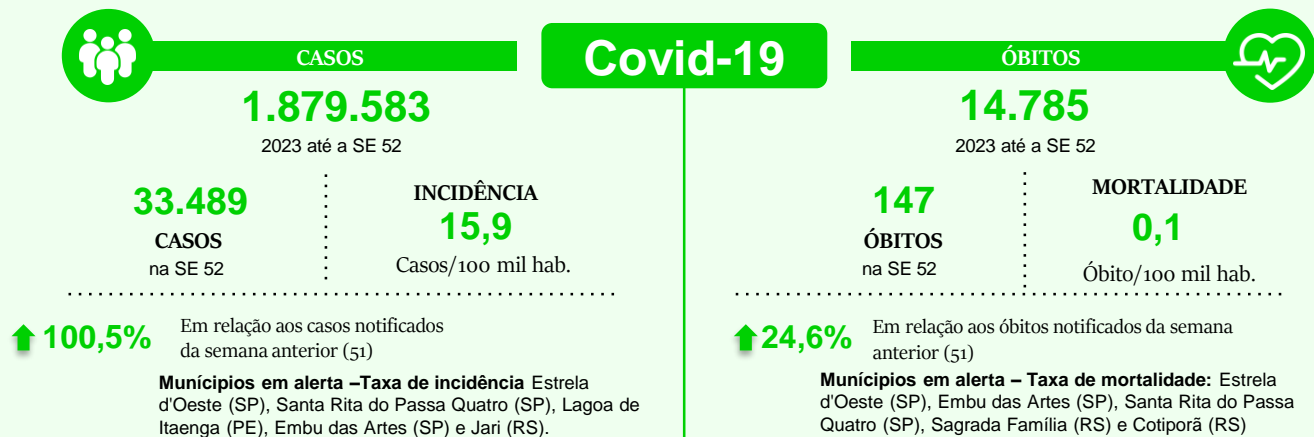 Covid-19
CASOS
1.879.583
2023 até a SE 52
33.489
CASOS
na SE 52
INCIDÊNCIA
15,9
Casos/100 mil hab.
100,5%
Em relação aos casos notificados
da semana anterior (51)
Munícipios em alerta –Taxa de incidência Estrela
d'Oeste (SP), Santa Rita do Passa Quatro (SP), Lagoa de
Itaenga (PE), Embu das Artes (SP) e Jari (RS).
ÓBITOS
14.785
2023 até a SE 52
147
ÓBITOS
na SE 52
MORTALIDADE
0,1
Óbito/100 mil hab.
24,6%
Em relação aos óbitos notificados da semana
anterior (51)
Munícipios em alerta – Taxa de mortalidade: Estrela
d'Oeste (SP), Embu das Artes (SP), Santa Rita do Passa
Quatro (SP), Sagrada Família (RS) e Cotiporã (RS)